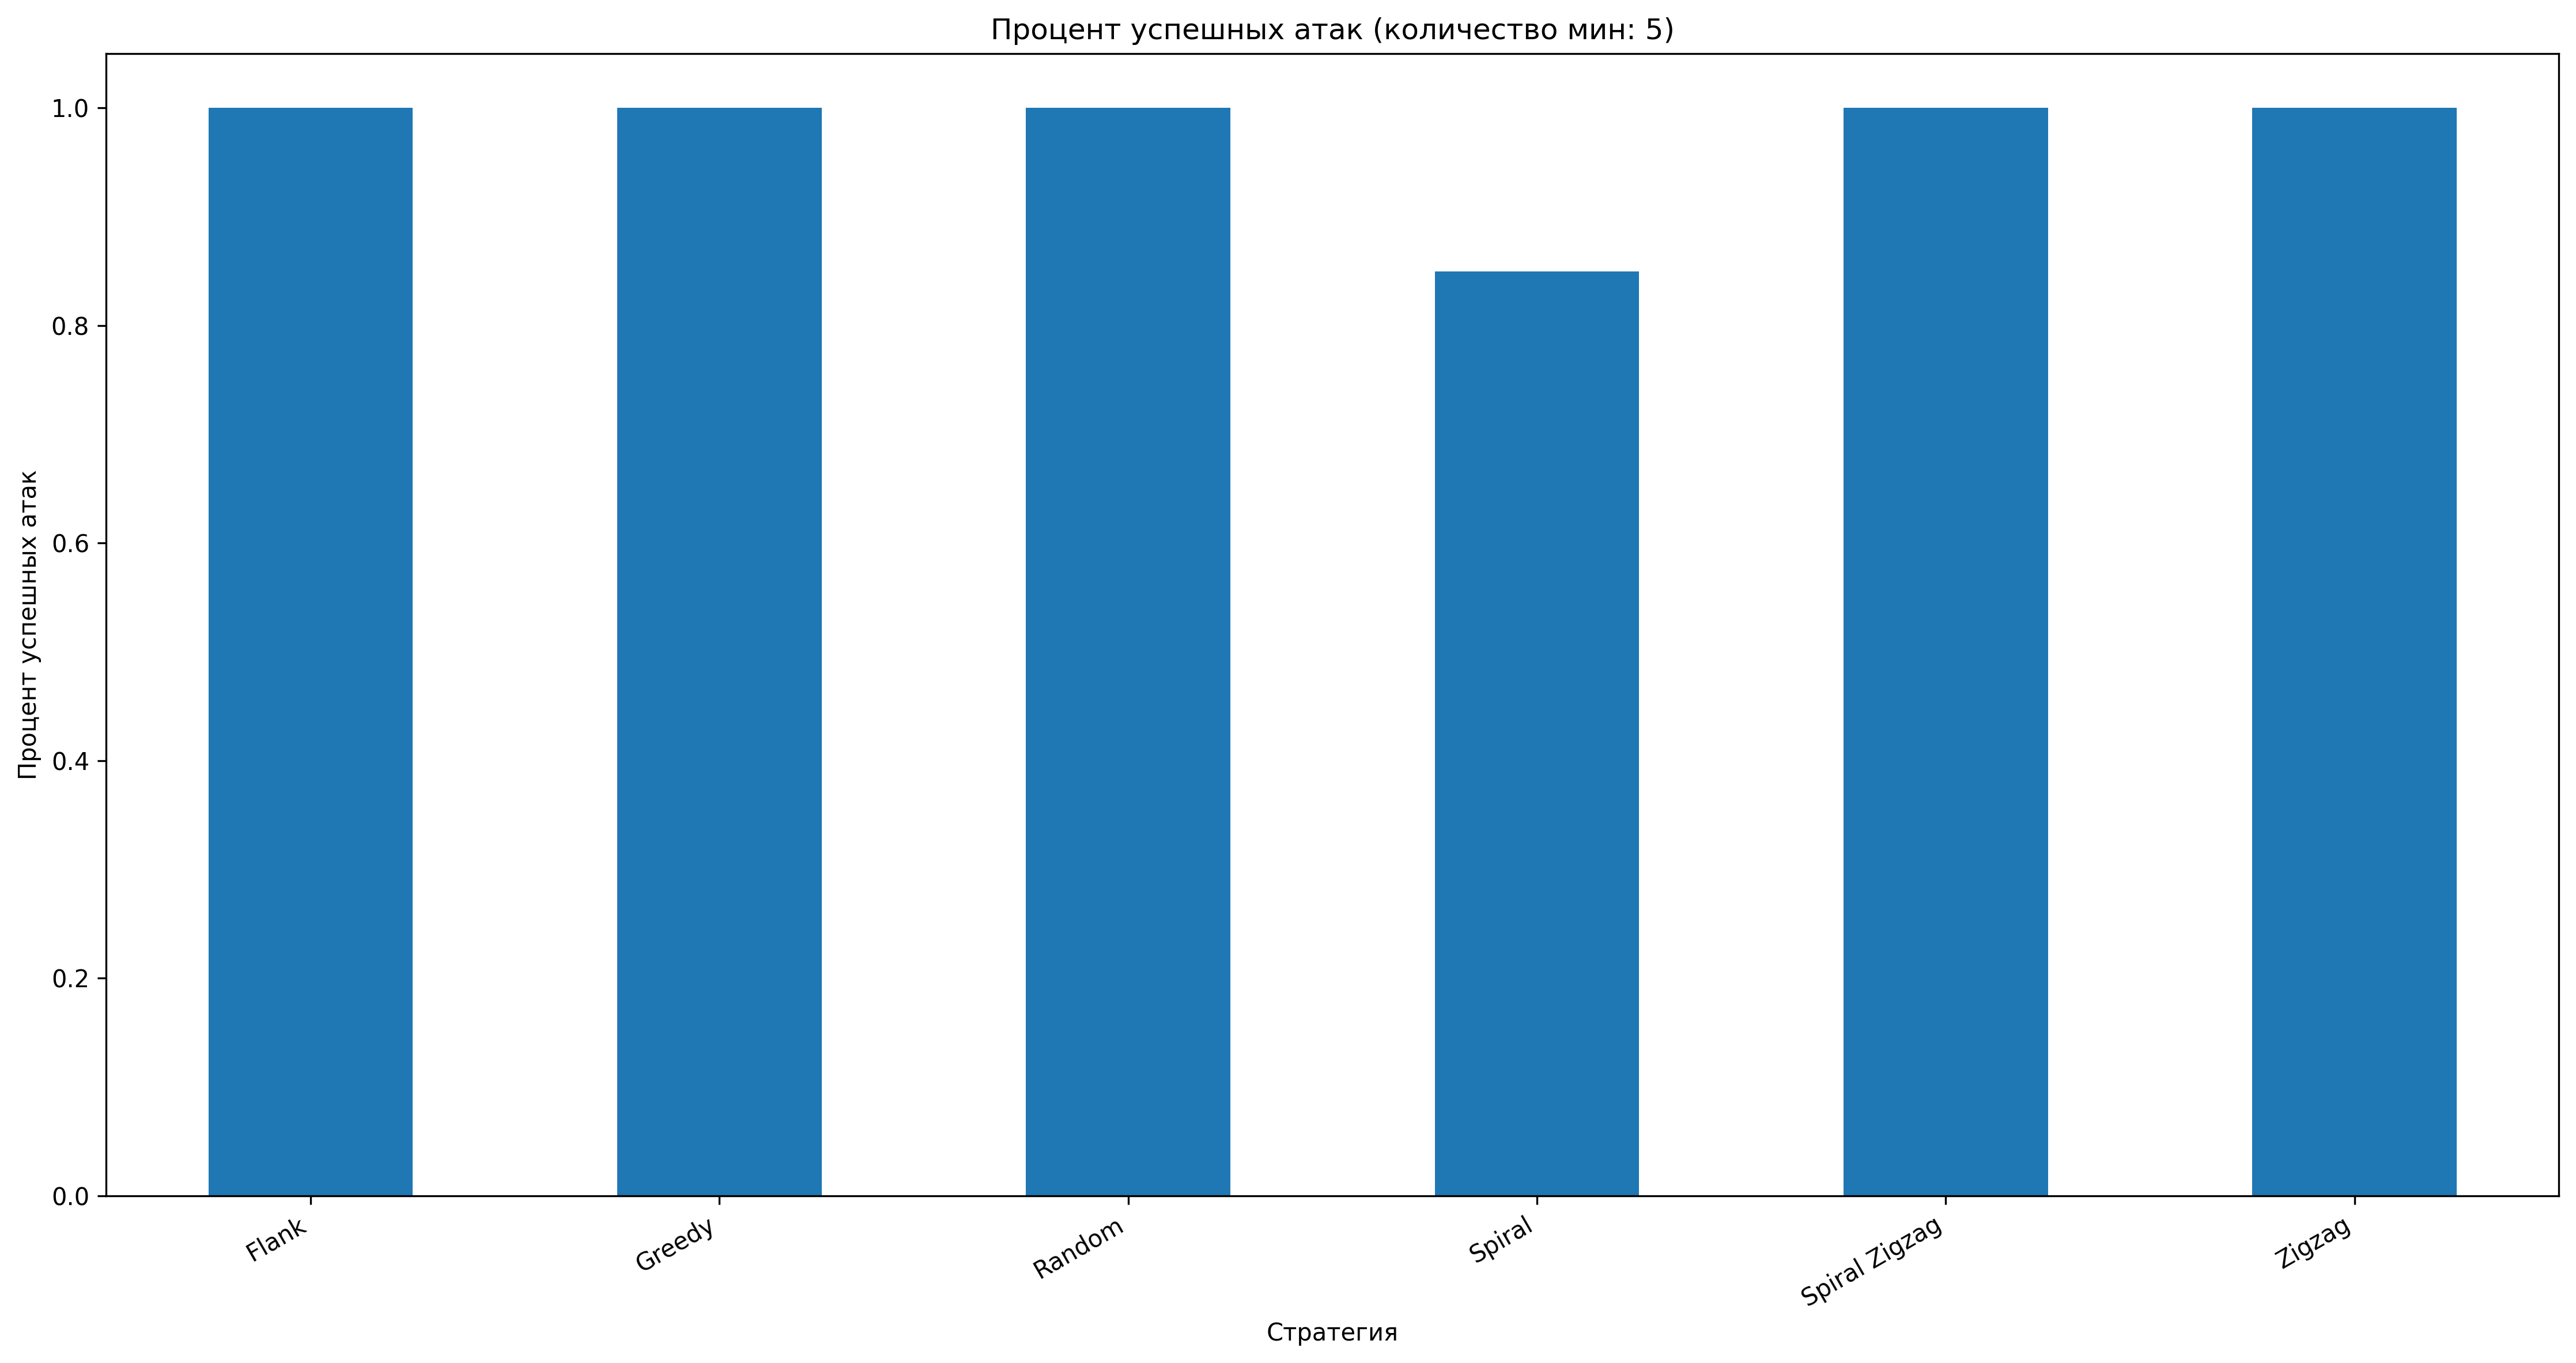 Процент успешных атак (количество мин: 5)
Процент успешных атак
1.0
0.8
0.6
0.4
0.2
0.0
Flank
Greedy
Random
Spiral
Spiral Zigzag
Zigzag
Стратегия